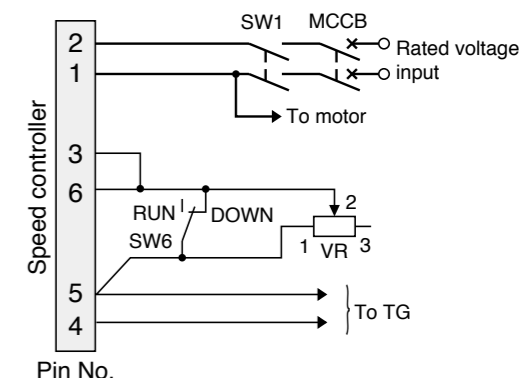 SW1 MCCB
2
Rated voltage
1
input
To motor
3
6
2
RUN DOWN
SW6
1 VR 3
5
To TG
4
Speed controller
Pin No.